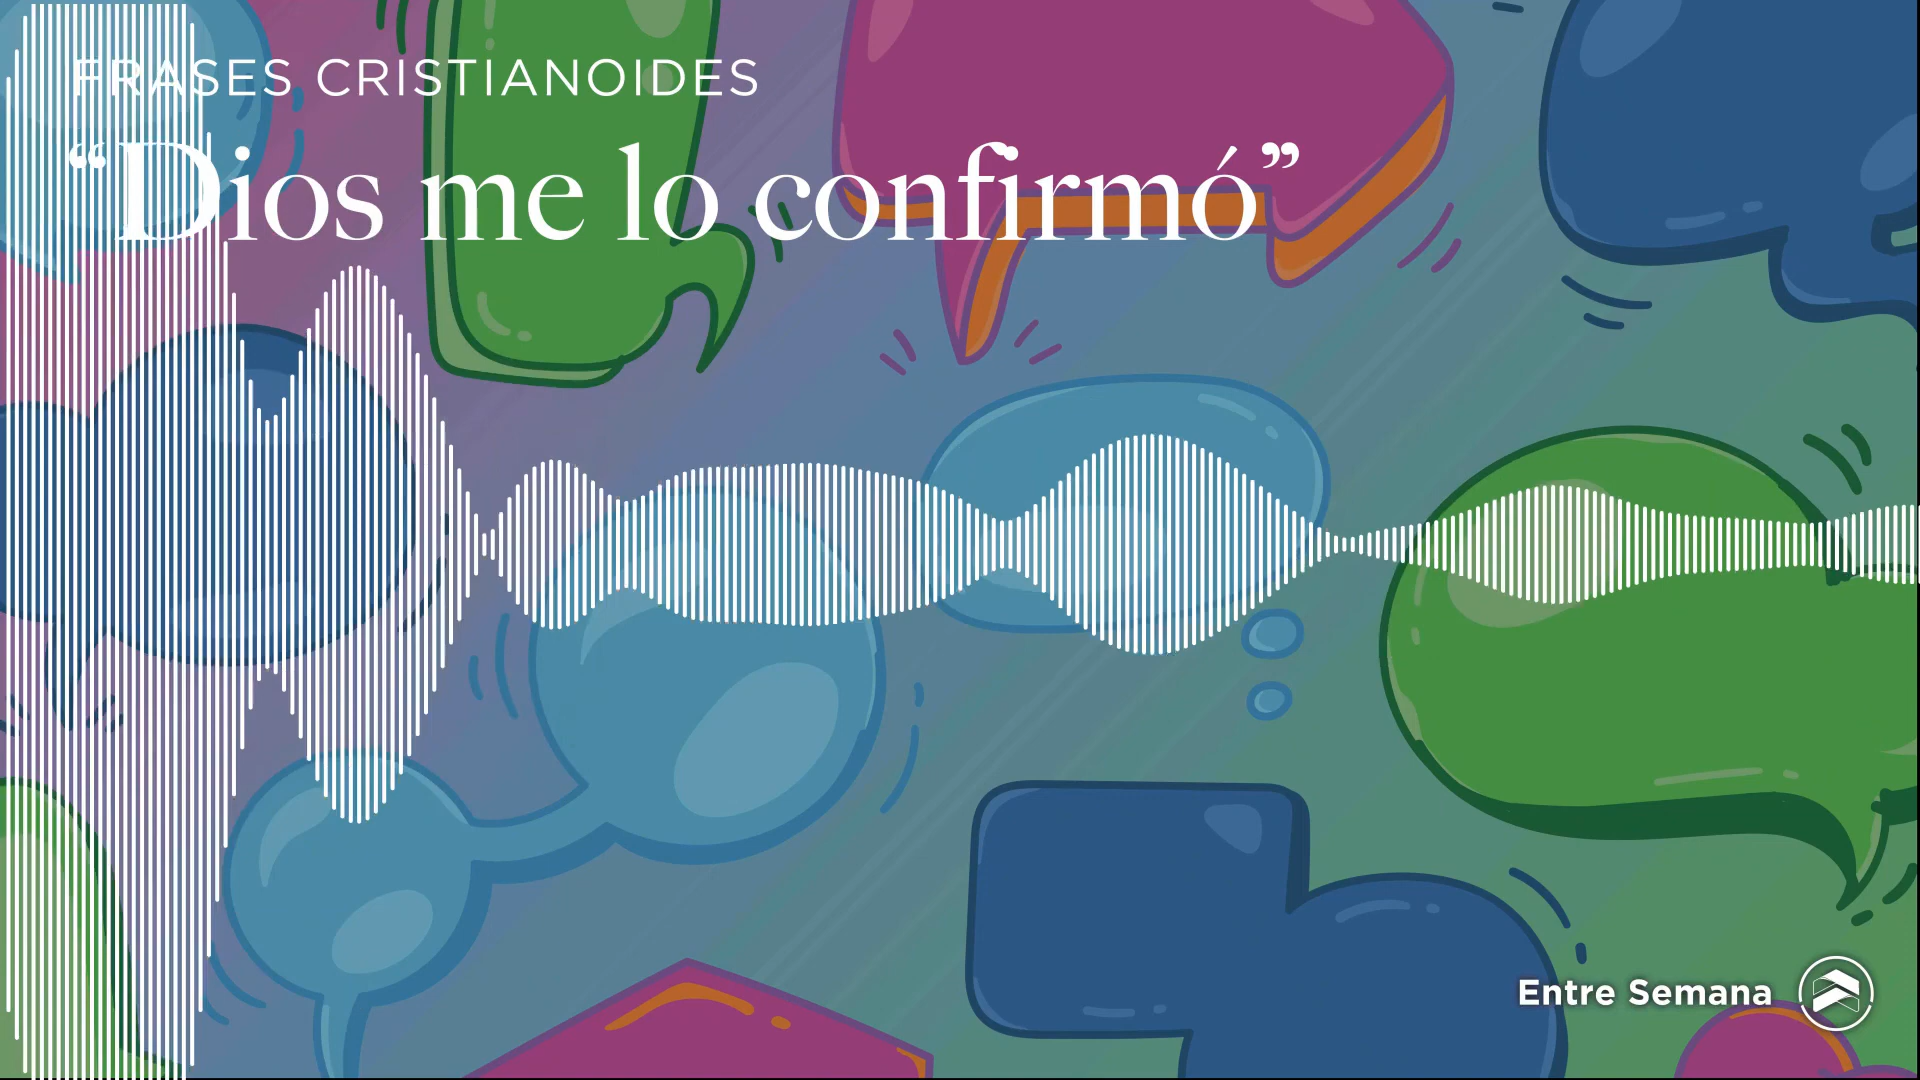 FRASES CRISTIANOIDES
“Dios me lo confirmó”
Entre Semana